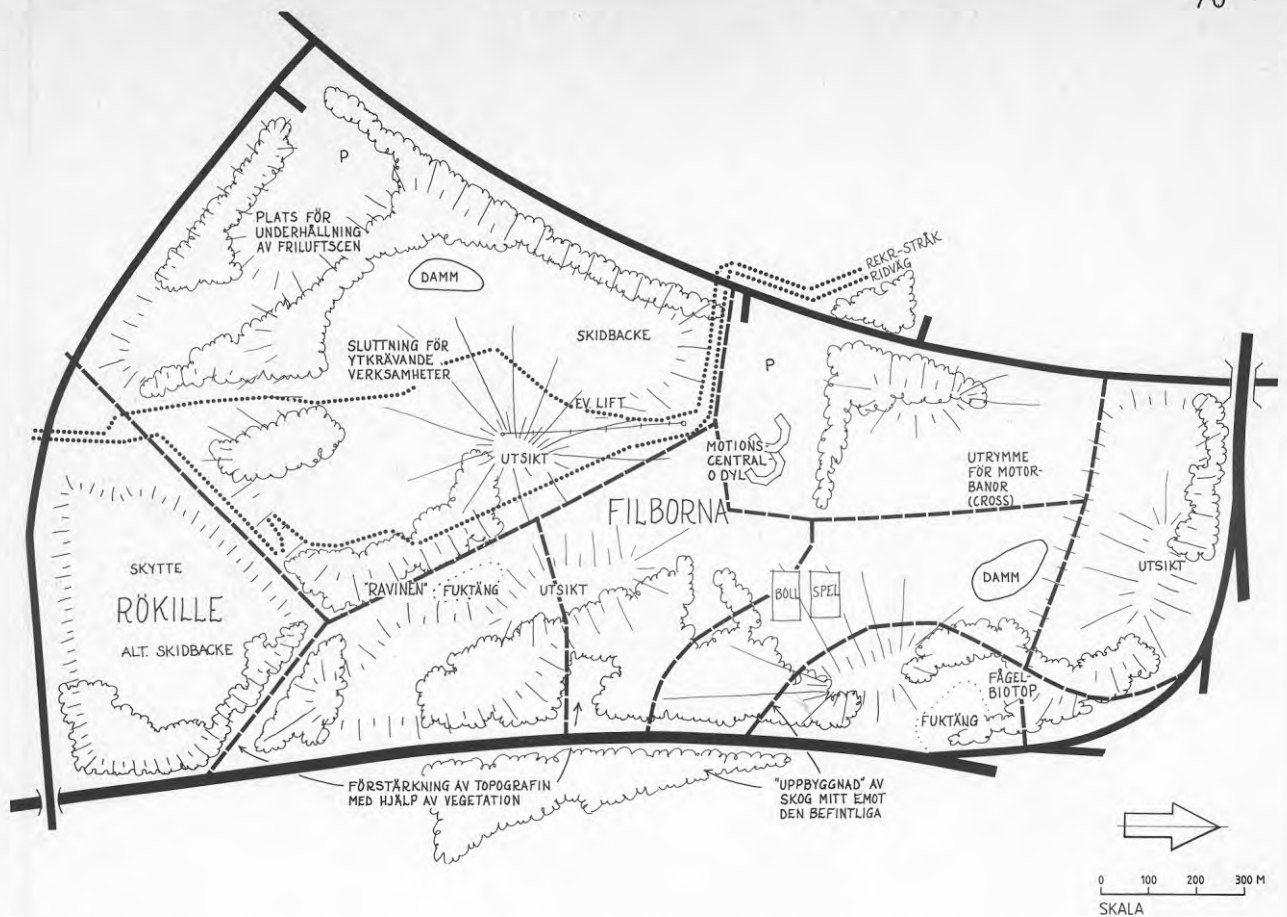 76
P
PLATS FÖR
UNDERHÅLLNING
AV FRILUFTSCEN
DAMM
REKR-STRÅK
RIDVÄG
SKIDBACKE
SLUTTNING FÖR
YTKRÄVANDE
VERKSAMHETER
P
EV. LIFT
MOTIONS-
CENTRAL
O DYL
UTSIKT
UTRYMME
FÖR MOTOR-
BANOR
(CROSS)
FILBORNA
SKYTTE
RÖKILLE
ALT. SKIDBACKE
"RAVINEN"
FUKTÄNG
UTSIKT
BOLL
SPEL
DAMM
UTSIKT
FÅGEL-
BIOTOP
FUKTÄNG
FÖRSTÄRKNING AV TOPOGRAFIN
MED HJÄLP AV VEGETATION
"UPPBYGGNAD" AV
SKOG MITT EMOT
DEN BEFINTLIGA
0 100 200 300 M
SKALA